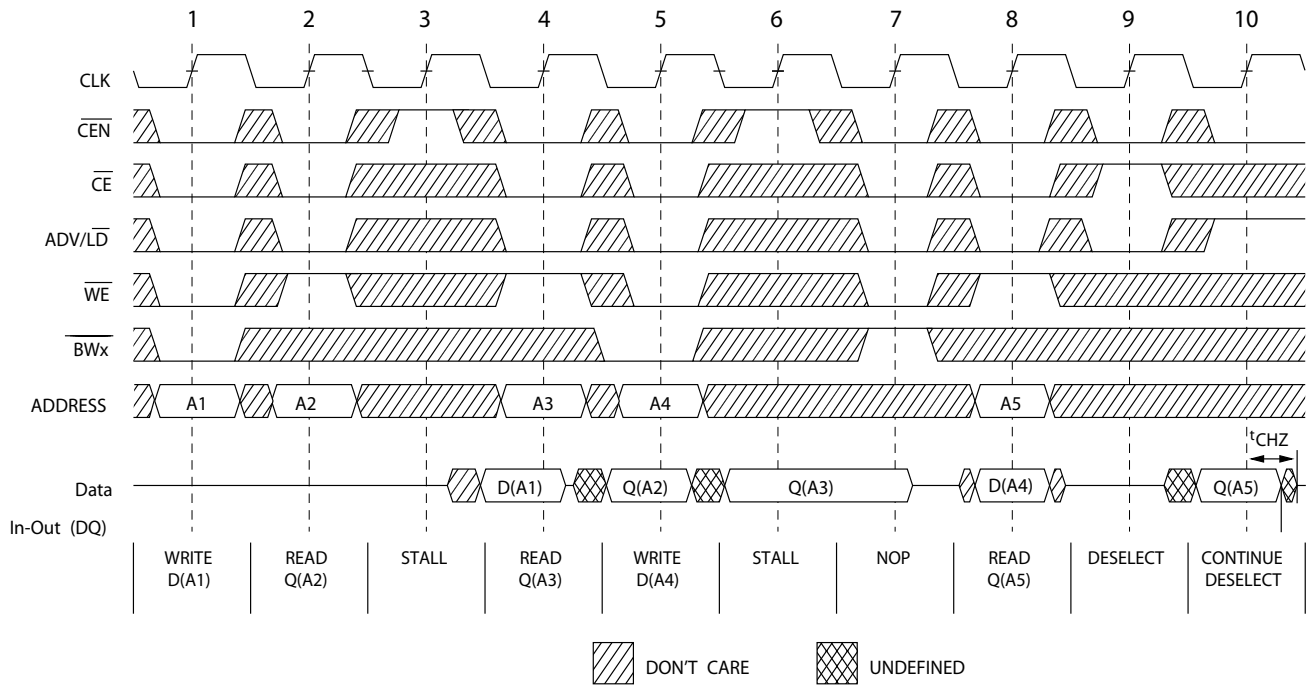 1 2 3 4 5 6 7 8 9 10
CLK
CEN
CE
ADV/LD
WE
BWx
ADDRESS A1 A2 A3 A4 A5
tCHZ
Data D(A1) Q(A2) Q(A3) D(A4) Q(A5)
In-Out (DQ)
WRITE READ STALL READ WRITE STALL NOP READ DESELECT CONTINUE
D(A1) Q(A2) Q(A3) D(A4) Q(A5) DESELECT
DON'T CARE UNDEFINED